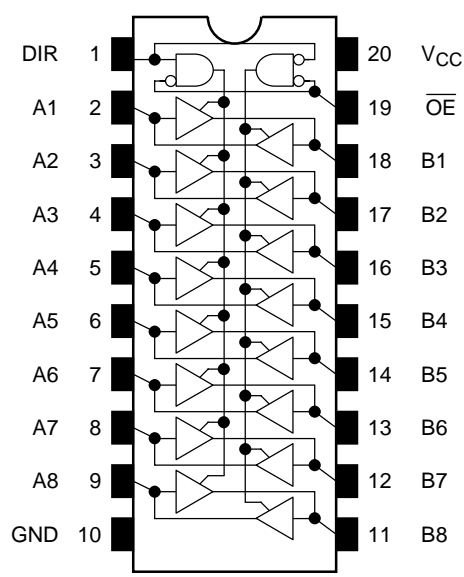 DIR 1 20 V_CC
A1 2 19 O̅E̅
A2 3 18 B1
A3 4 17 B2
A4 5 16 B3
A5 6 15 B4
A6 7 14 B5
A7 8 13 B6
A8 9 12 B7
GND 10 11 B8